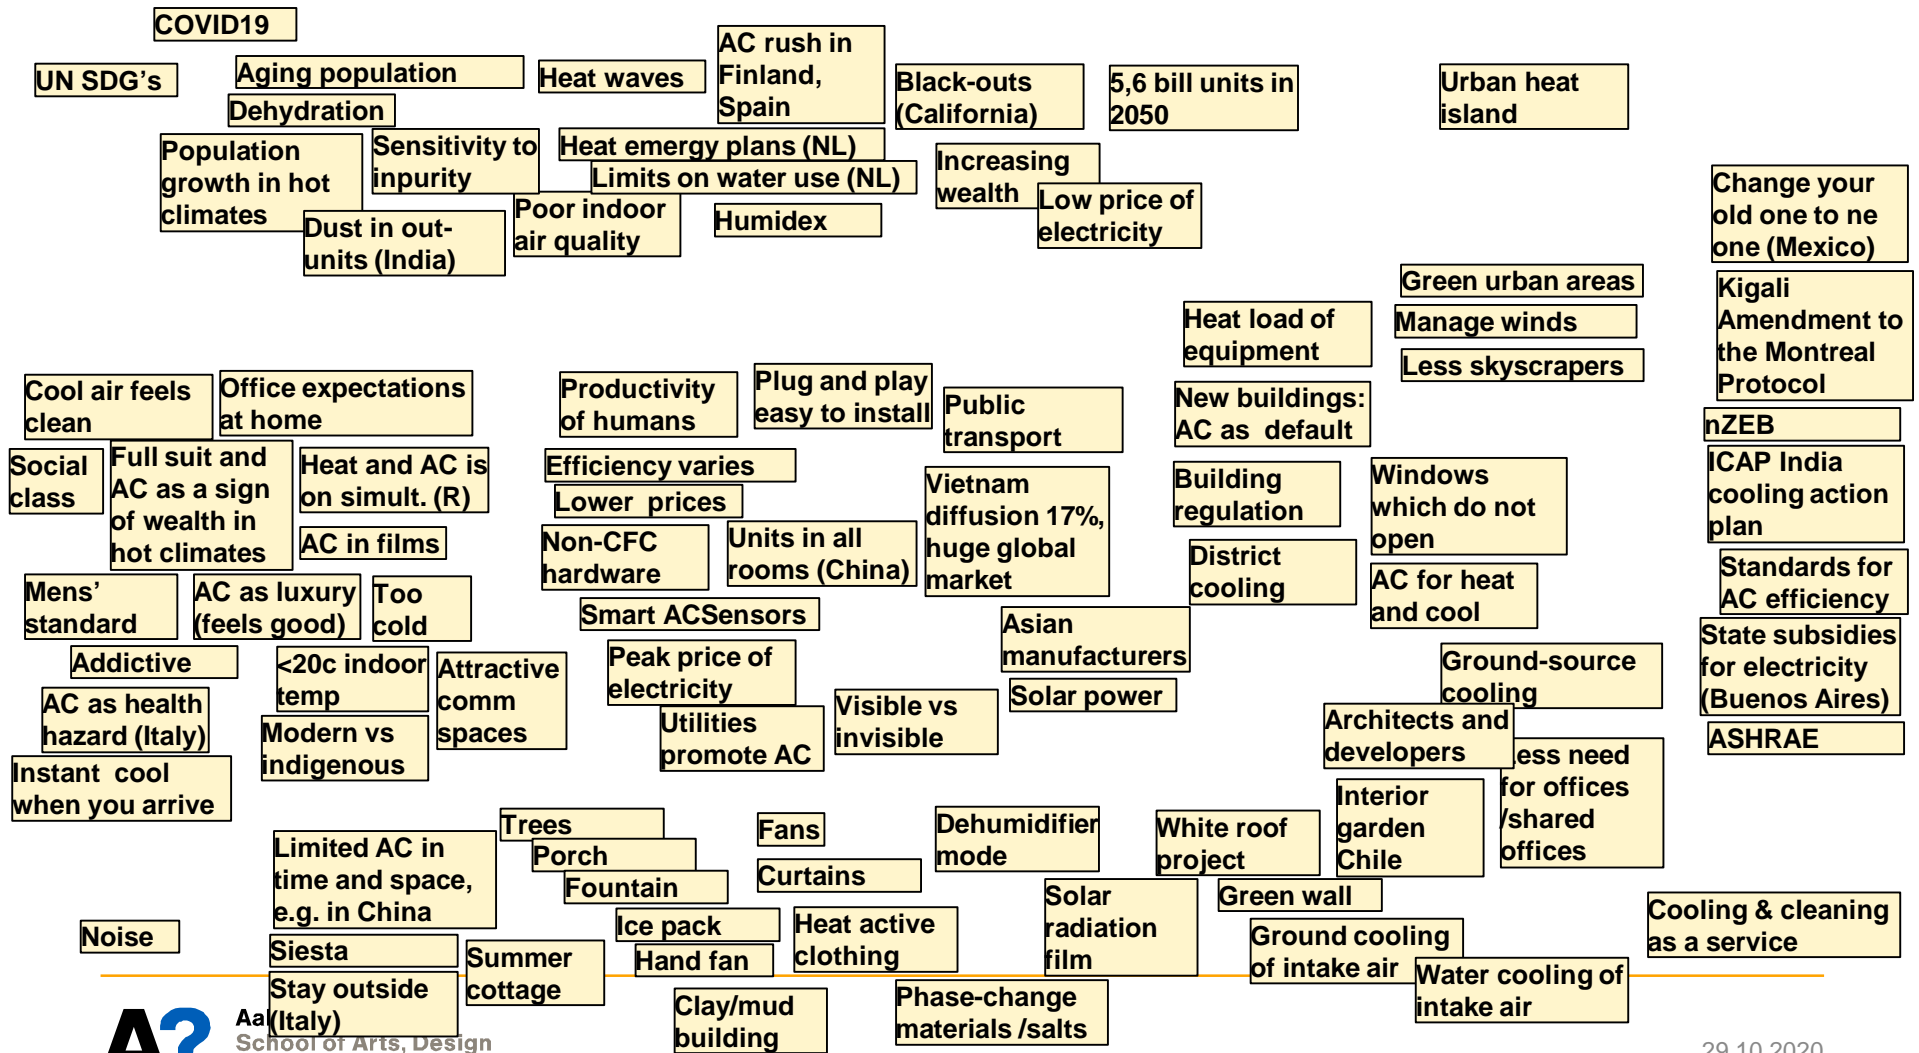 COVID19
UN SDG's
Aging population
Dehydration
Heat waves
AC rush in
Finland,
Spain
Black-outs
(California)
5,6 bill units in
2050
Urban heat
island
Population
growth in hot
climates
Sensitivity to
inpurity
Heat emergy plans (NL)
Limits on water use (NL)
Increasing
wealth
Low price of
electricity
Dust in out-
units (India)
Poor indoor
air quality
Humidex
Change your
old one to ne
one (Mexico)
Green urban areas
Manage winds
Less skyscrapers
Heat load of
equipment
Kigali
Amendment to
the Montreal
Protocol
Cool air feels
clean
Office expectations
at home
Productivity
of humans
Plug and play
easy to install
Public
transport
New buildings:
AC as default
nZEB
Social
class
Full suit and
AC as a sign
of wealth in
hot climates
Heat and AC is
on simult. (R)
AC in films
Efficiency varies
Lower prices
Non-CFC
hardware
Units in all
rooms (China)
Vietnam
diffusion 17%,
huge global
market
Building
regulation
Windows
which do not
open
ICAP India
cooling action
plan
District
cooling
AC for heat
and cool
Standards for
AC efficiency
Mens'
standard
AC as luxury
(feels good)
Too
cold
Smart ACSensors
Asian
manufacturers
State subsidies
for electricity
(Buenos Aires)
Addictive
<20c indoor
temp
Attractive
comm
spaces
Peak price of
electricity
Solar power
Ground-source
cooling
AC as health
hazard (Italy)
Modern vs
indigenous
Utilities
promote AC
Visible vs
invisible
Architects and
developers
ASHRAE
Instant cool
when you arrive
ess need
for offices
/shared
offices
Interior
garden
Chile
Trees
Porch
Fountain
Fans
Curtains
Dehumidifier
mode
White roof
project
Limited AC in
time and space,
e.g. in China
Ice pack
Hand fan
Heat active
clothing
Solar
radiation
film
Green wall
Cooling & cleaning
as a service
Noise
Siesta
Summer
cottage
Ground cooling
of intake air
Water cooling of
intake air
Stay outside
(Italy)
Clay/mud
building
Phase-change
materials /salts
A?
Aal
School of Arts, Design
29.10.2020